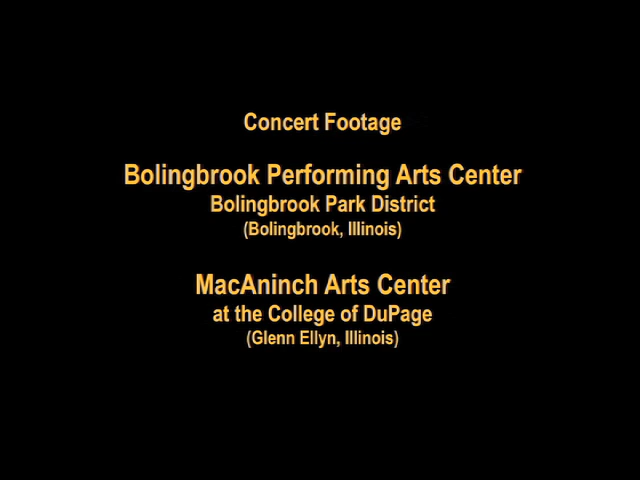 Concert Footage
Bolingbrook Performing Arts Center
Bolingbrook Park District
(Bolingbrook, Illinois)
MacAninch Arts Center
at the College of DuPage
(Glenn Ellyn, Illinois)